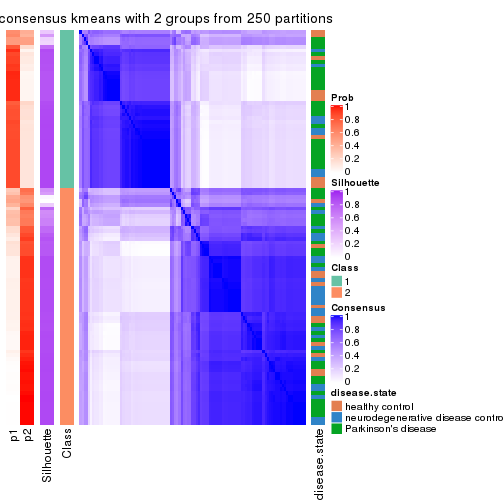 consensus kmeans with 2 groups from 250 partitions
Prob
1
0.8
0.6
0.4
0.2
0
Silhouette
1
0.8
0.6
0.4
0.2
0
Class
1
2
Consensus
1
0.8
0.6
0.4
0.2
0
disease.state
healthy control
neurodegenerative disease contro
Parkinson's disease
p1
p2
Silhouette
Class
disease.state